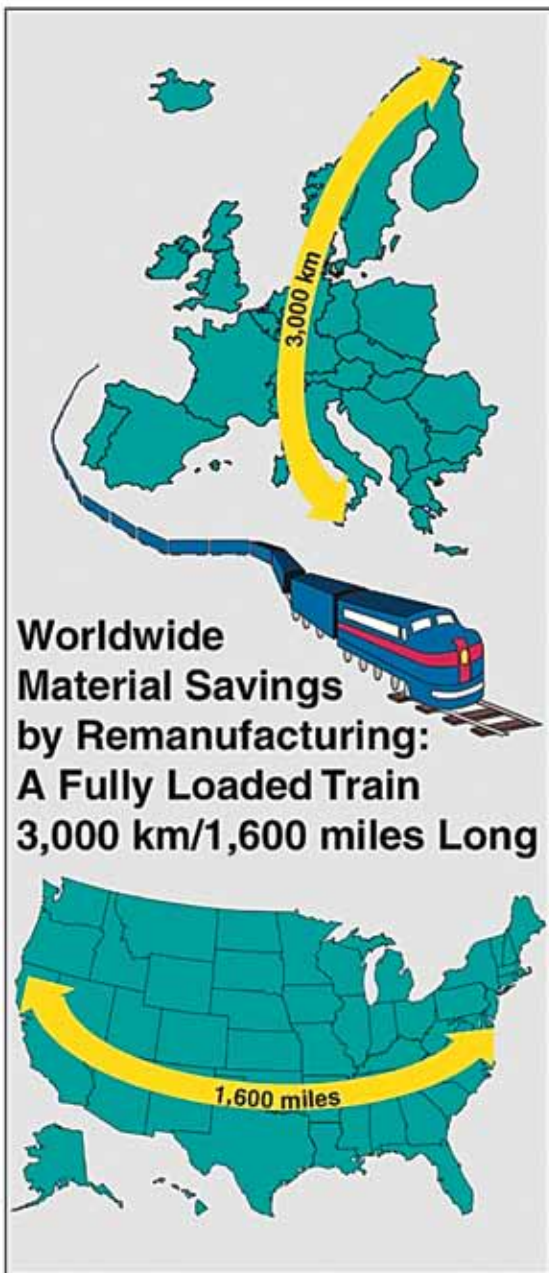 3,000 km
Worldwide
Material Savings
by Remanufacturing:
A Fully Loaded Train
3,000 km/1,600 miles Long
1,600 miles